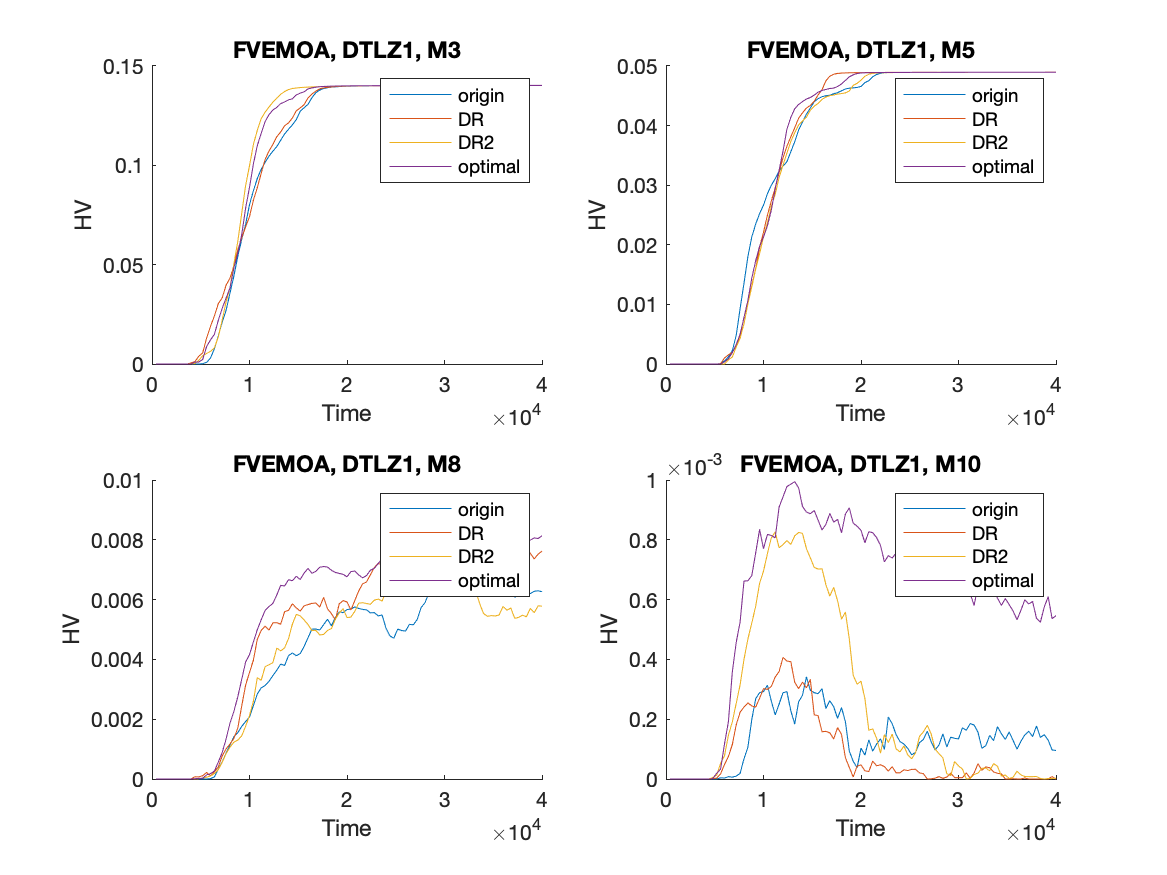 FVEMOA, DTLZ1, M3
0.15
0.1
0.05
0
HV
origin
DR
DR2
optimal
0 1 2 3 4
Time
×10^4
FVEMOA, DTLZ1, M5
0.05
0.04
0.03
0.02
0.01
0
HV
origin
DR
DR2
optimal
0 1 2 3 4
Time
×10^4
FVEMOA, DTLZ1, M8
0.01
0.008
0.006
0.004
0.002
0
HV
origin
DR
DR2
optimal
0 1 2 3 4
Time
×10^4
×10^-3 FVEMOA, DTLZ1, M10
1
0.8
0.6
0.4
0.2
0
HV
origin
DR
DR2
optimal
0 1 2 3 4
Time
×10^4